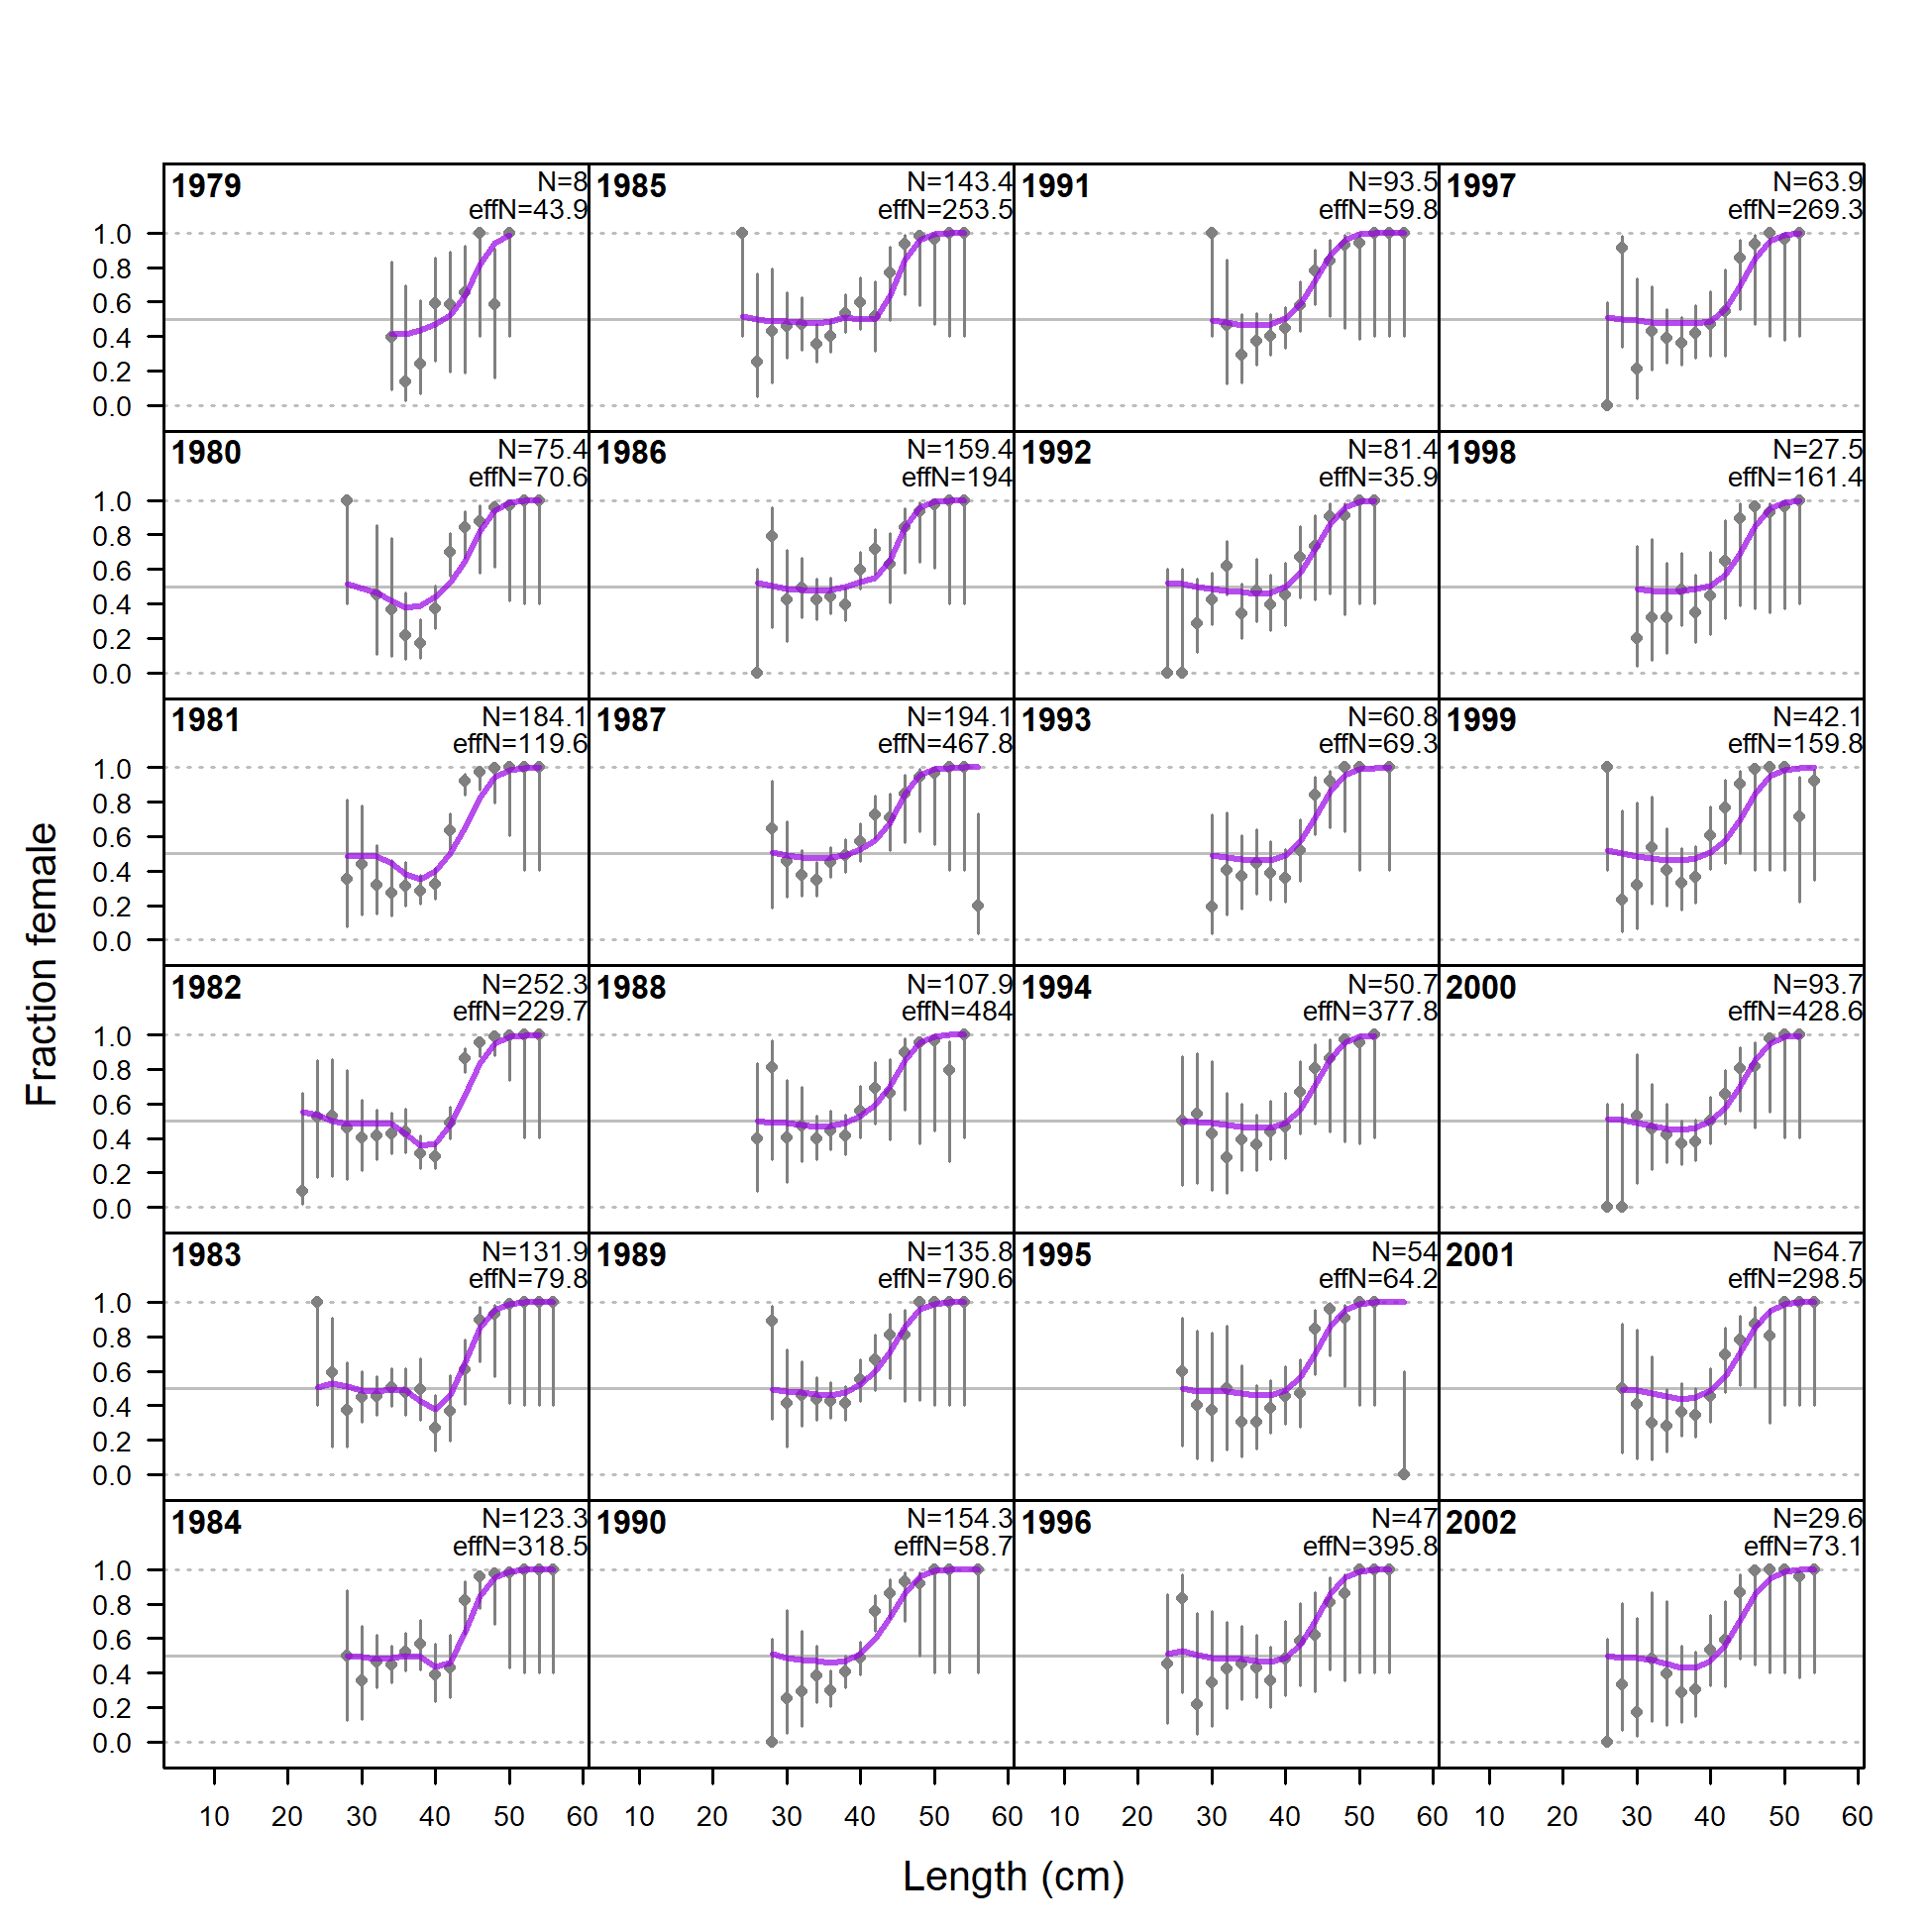 1979 N=8 1985 N=143.4 1991 N=93.5 1997 N=63.9
effN=43.9 effN=253.5 effN=59.8 effN=269.3
1.0
0.8
0.6
0.4
0.2
0.0
1980 N=75.4 1986 N=159.4 1992 N=81.4 1998 N=27.5
effN=70.6 effN=194 effN=35.9 effN=161.4
1.0
0.8
0.6
0.4
0.2
0.0
1981 N=184.1 1987 N=194.1 1993 N=60.8 1999 N=42.1
effN=119.6 effN=467.8 effN=69.3 effN=159.8
1.0
0.8
0.6
0.4
0.2
0.0
Fraction female
1982 N=252.3 1988 N=107.9 1994 N=50.7 2000 N=93.7
effN=229.7 effN=484 effN=377.8 effN=428.6
1.0
0.8
0.6
0.4
0.2
0.0
1983 N=131.9 1989 N=135.8 1995 N=54 2001 N=64.7
effN=79.8 effN=790.6 effN=64.2 effN=298.5
1.0
0.8
0.6
0.4
0.2
0.0
1984 N=123.3 1990 N=154.3 1996 N=47 2002 N=29.6
effN=318.5 effN=58.7 effN=395.8 effN=73.1
1.0
0.8
0.6
0.4
0.2
0.0
10 20 30 40 50 60 10 20 30 40 50 60 10 20 30 40 50 60 10 20 30 40 50 60
Length (cm)